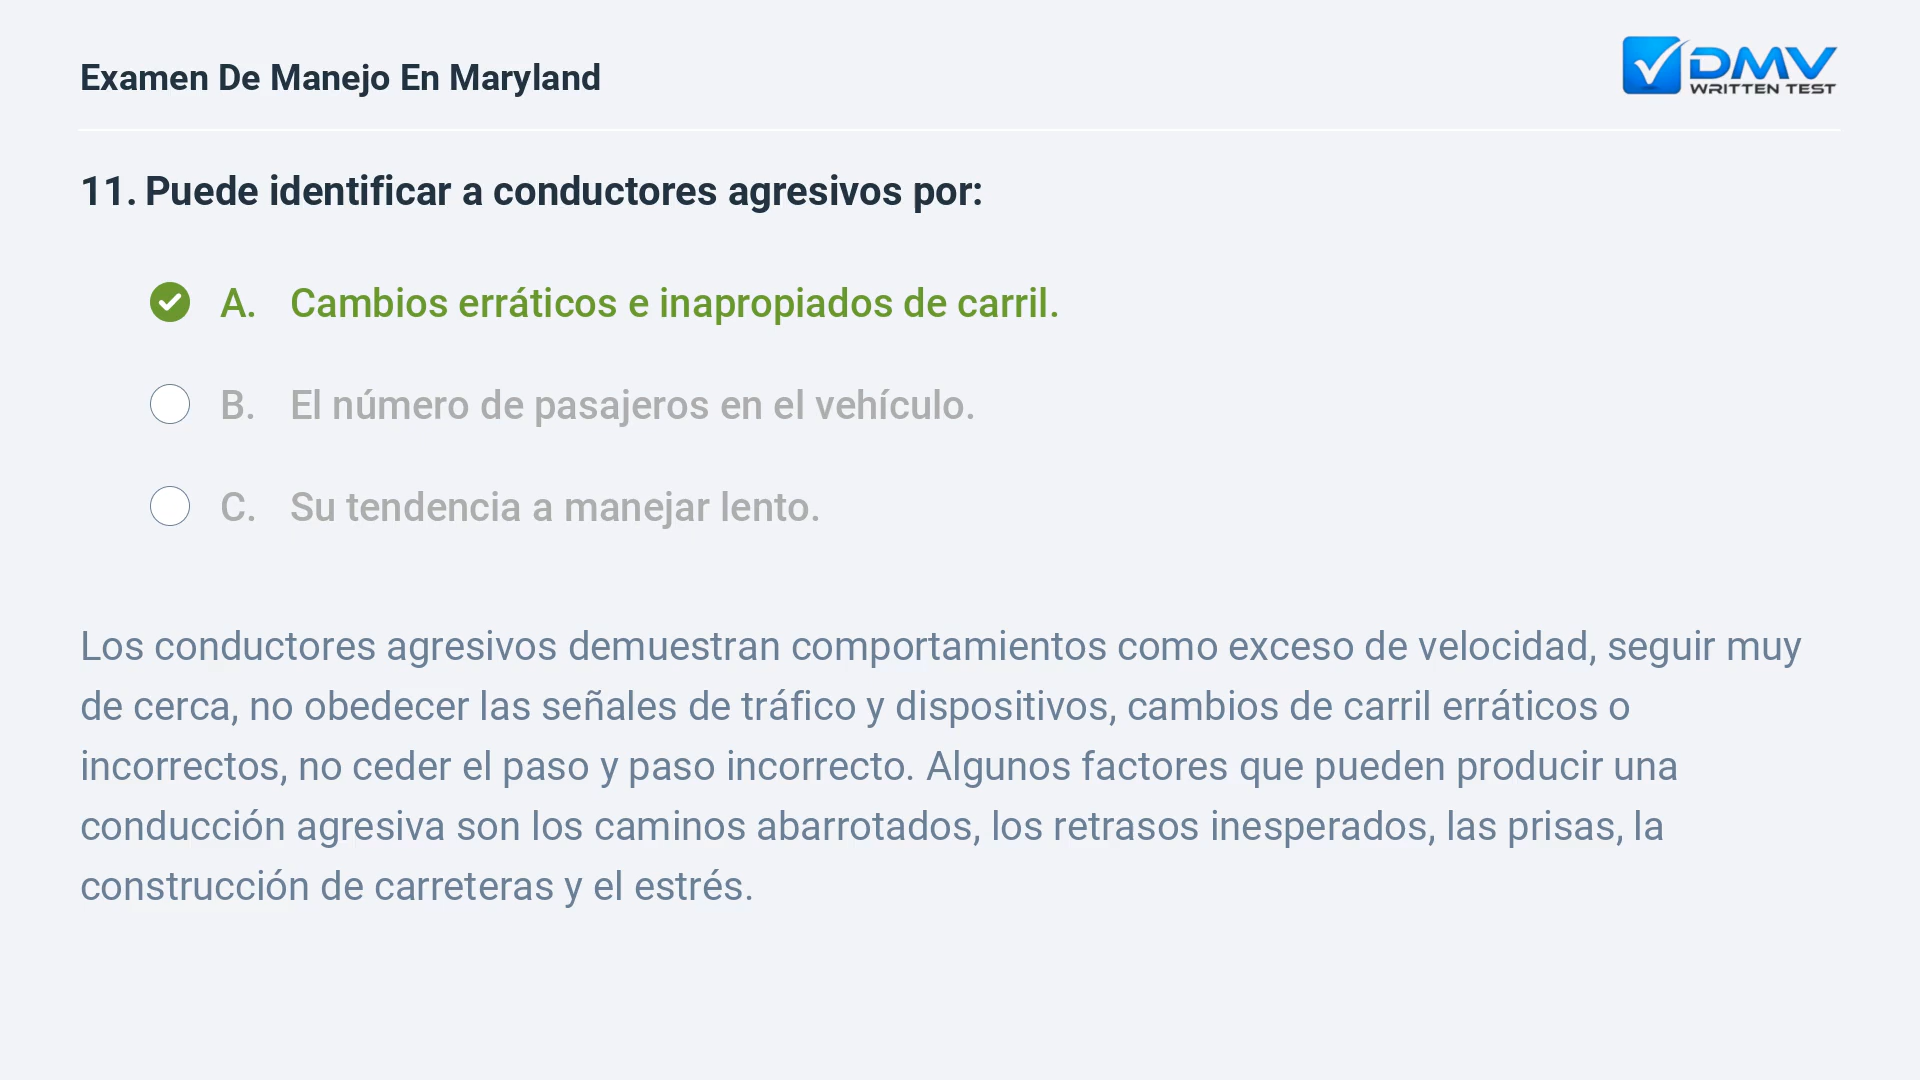 Examen De Manejo En Maryland
DMV
WRITTEN TEST
11. Puede identificar a conductores agresivos por:
A. Cambios erráticos e inapropiados de carril.
B. El número de pasajeros en el vehículo.
C. Su tendencia a manejar lento.
Los conductores agresivos demuestran comportamientos como exceso de velocidad, seguir muy
de cerca, no obedecer las señales de tráfico y dispositivos, cambios de carril erráticos o
incorrectos, no ceder el paso y paso incorrecto. Algunos factores que pueden producir una
conducción agresiva son los caminos abarrotados, los retrasos inesperados, las prisas, la
construcción de carreteras y el estrés.